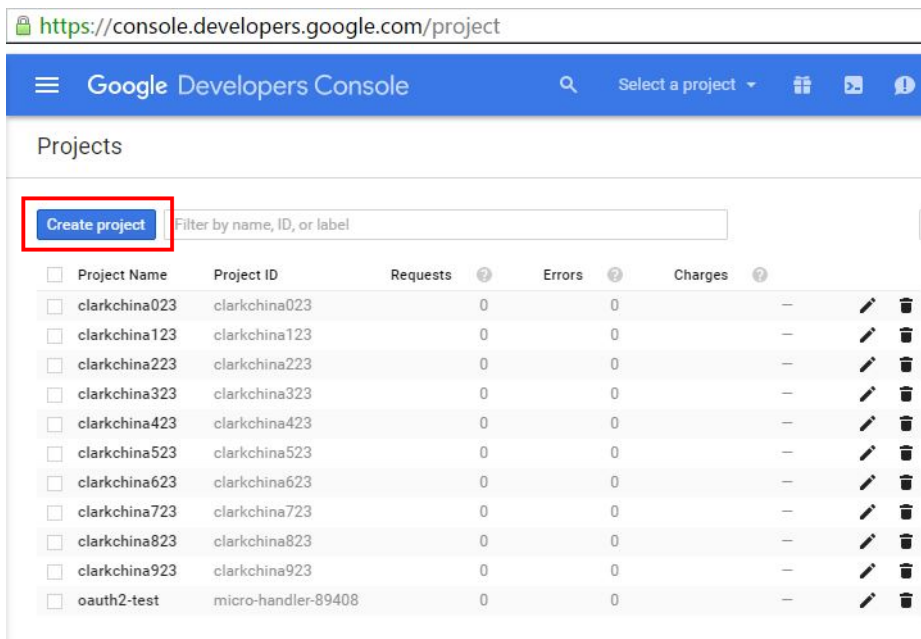 https://console.developers.google.com/project
Google Developers Console Select a project
Projects
Create project Filter by name, ID, or label
Project Name Project ID Requests ? Errors ? Charges ?
clarkchina023 clarkchina023 0 0 —
clarkchina123 clarkchina123 0 0 —
clarkchina223 clarkchina223 0 0 —
clarkchina323 clarkchina323 0 0 —
clarkchina423 clarkchina423 0 0 —
clarkchina523 clarkchina523 0 0 —
clarkchina623 clarkchina623 0 0 —
clarkchina723 clarkchina723 0 0 —
clarkchina823 clarkchina823 0 0 —
clarkchina923 clarkchina923 0 0 —
oauth2-test micro-handler-89408 0 0 —